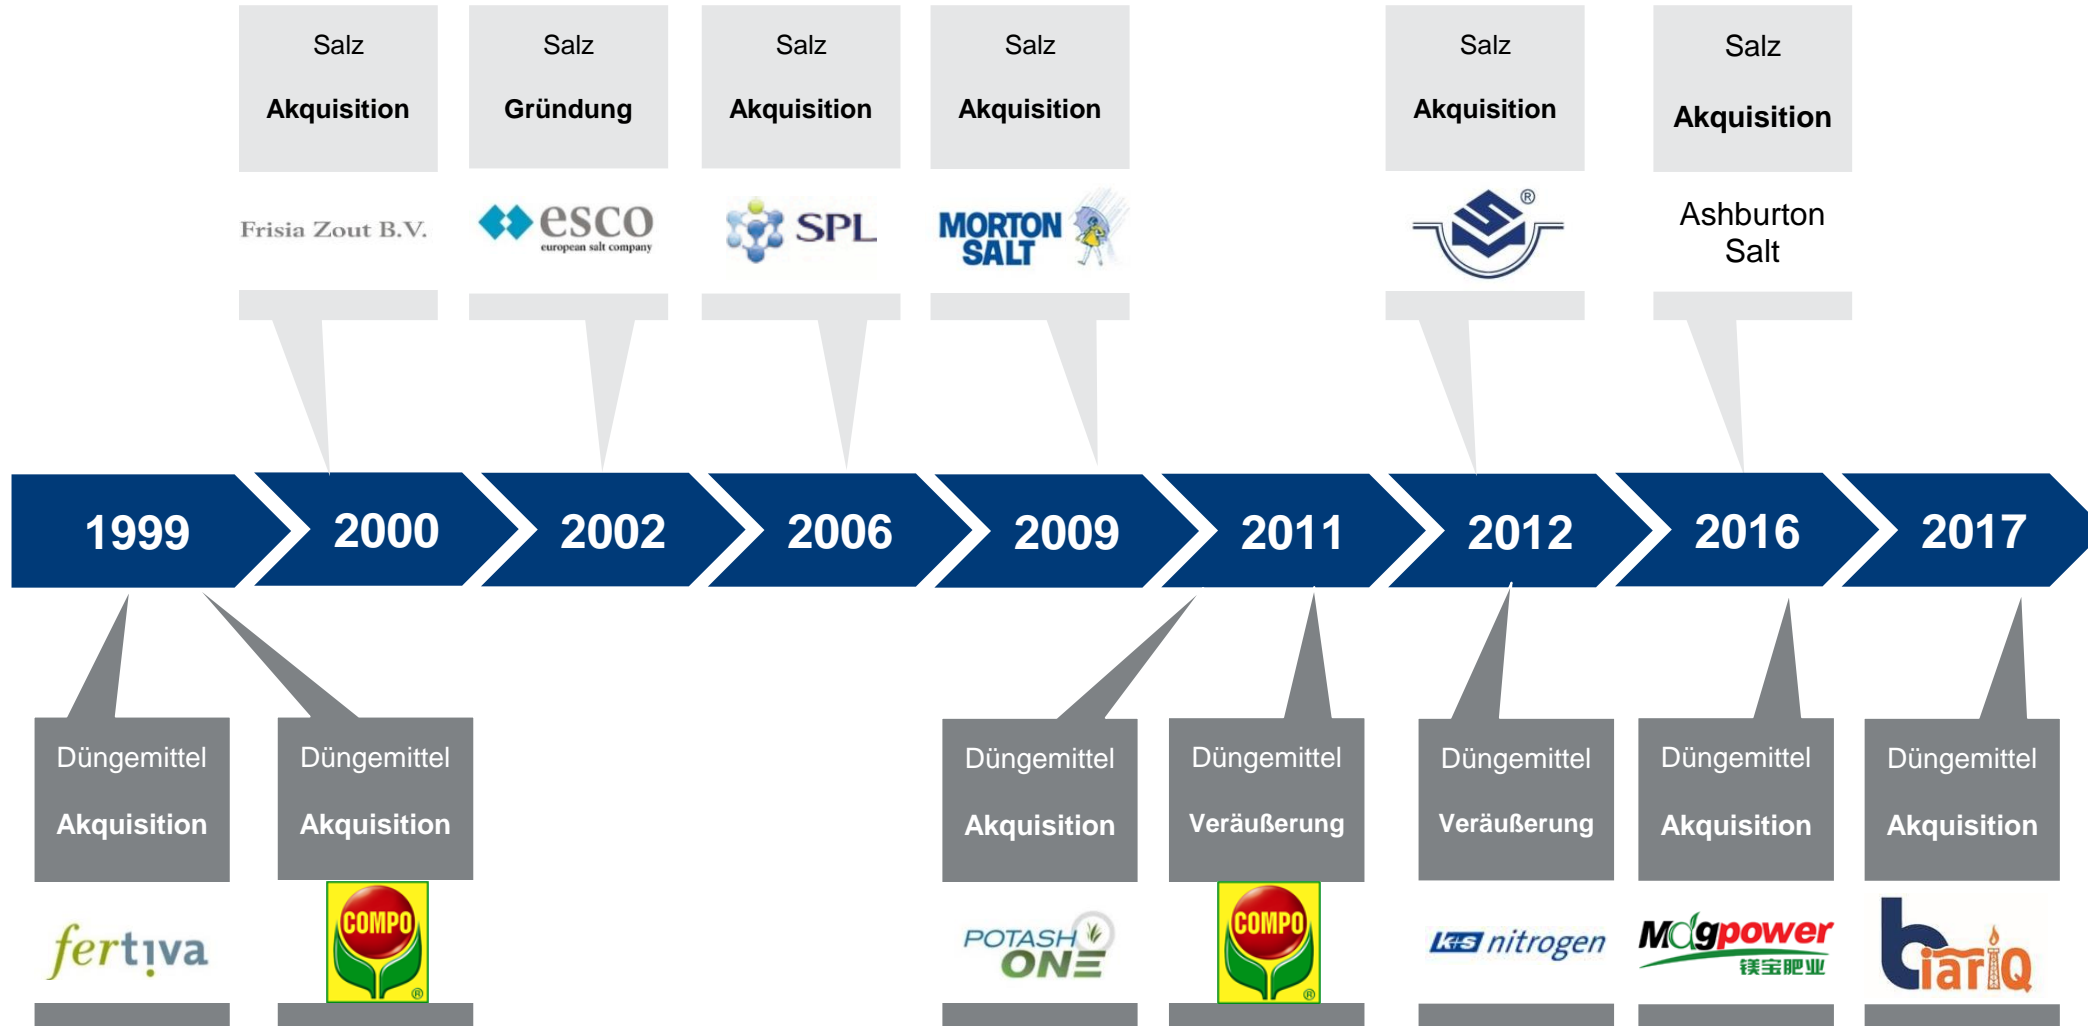 Salz
Akquisition
Frisia Zout B.V.
Salz
Gründung
esco
european salt company
Salz
Akquisition
SPL
Salz
Akquisition
MORTON
SALT
Salz
Akquisition
®
Salz
Akquisition
Ashburton
Salt
1999
2000
2002
2006
2009
2011
2012
2016
2017
Düngemittel
Akquisition
fertiva
Düngemittel
Akquisition
COMPO
®
Düngemittel
Akquisition
POTASH
ONE
Düngemittel
Veräußerung
COMPO
®
Düngemittel
Veräußerung
K+S nitrogen
Düngemittel
Akquisition
Magpower
镁宝肥业
Düngemittel
Akquisition
biariQ